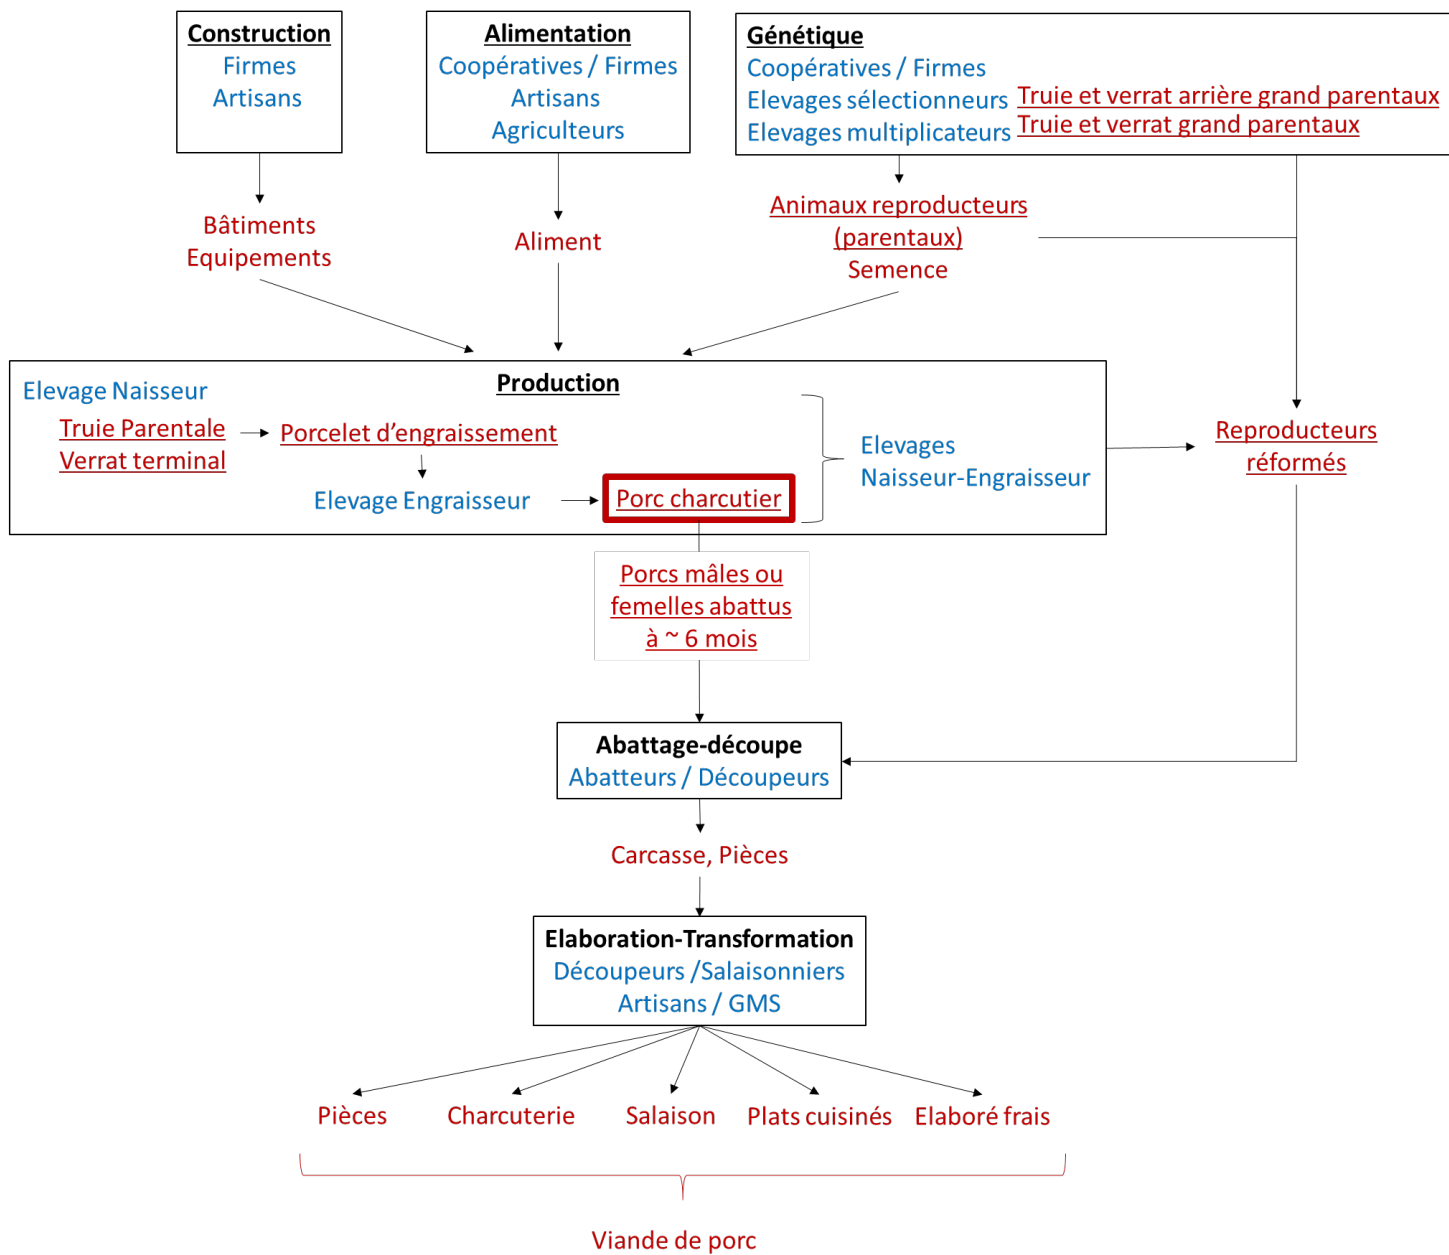 Construction
Firmes
Artisans
Alimentation
Coopératives / Firmes
Artisans
Agriculteurs
Génétique
Coopératives / Firmes
Elevages sélectionneurs Truie et verrat arrière grand parentaux
Elevages multiplicateurs Truie et verrat grand parentaux
Bâtiments
Equipements
Aliment
Animaux reproducteurs
(parentaux)
Semence
Production
Elevage Naisseur
Truie Parentale
Verrat terminal
Porcelet d’engraissement
Elevage Engraisseur
Porc charcutier
Elevages
Naisseur-Engraisseur
Reproducteurs
réformés
Porcs mâles ou
femelles abattus
à ~ 6 mois
Abattage-découpe
Abatteurs / Découpeurs
Carcasse, Pièces
Elaboration-Transformation
Découpeurs /Salaisonniers
Artisans / GMS
Pièces
Charcuterie
Salaison
Plats cuisinés
Elaboré frais
Viande de porc